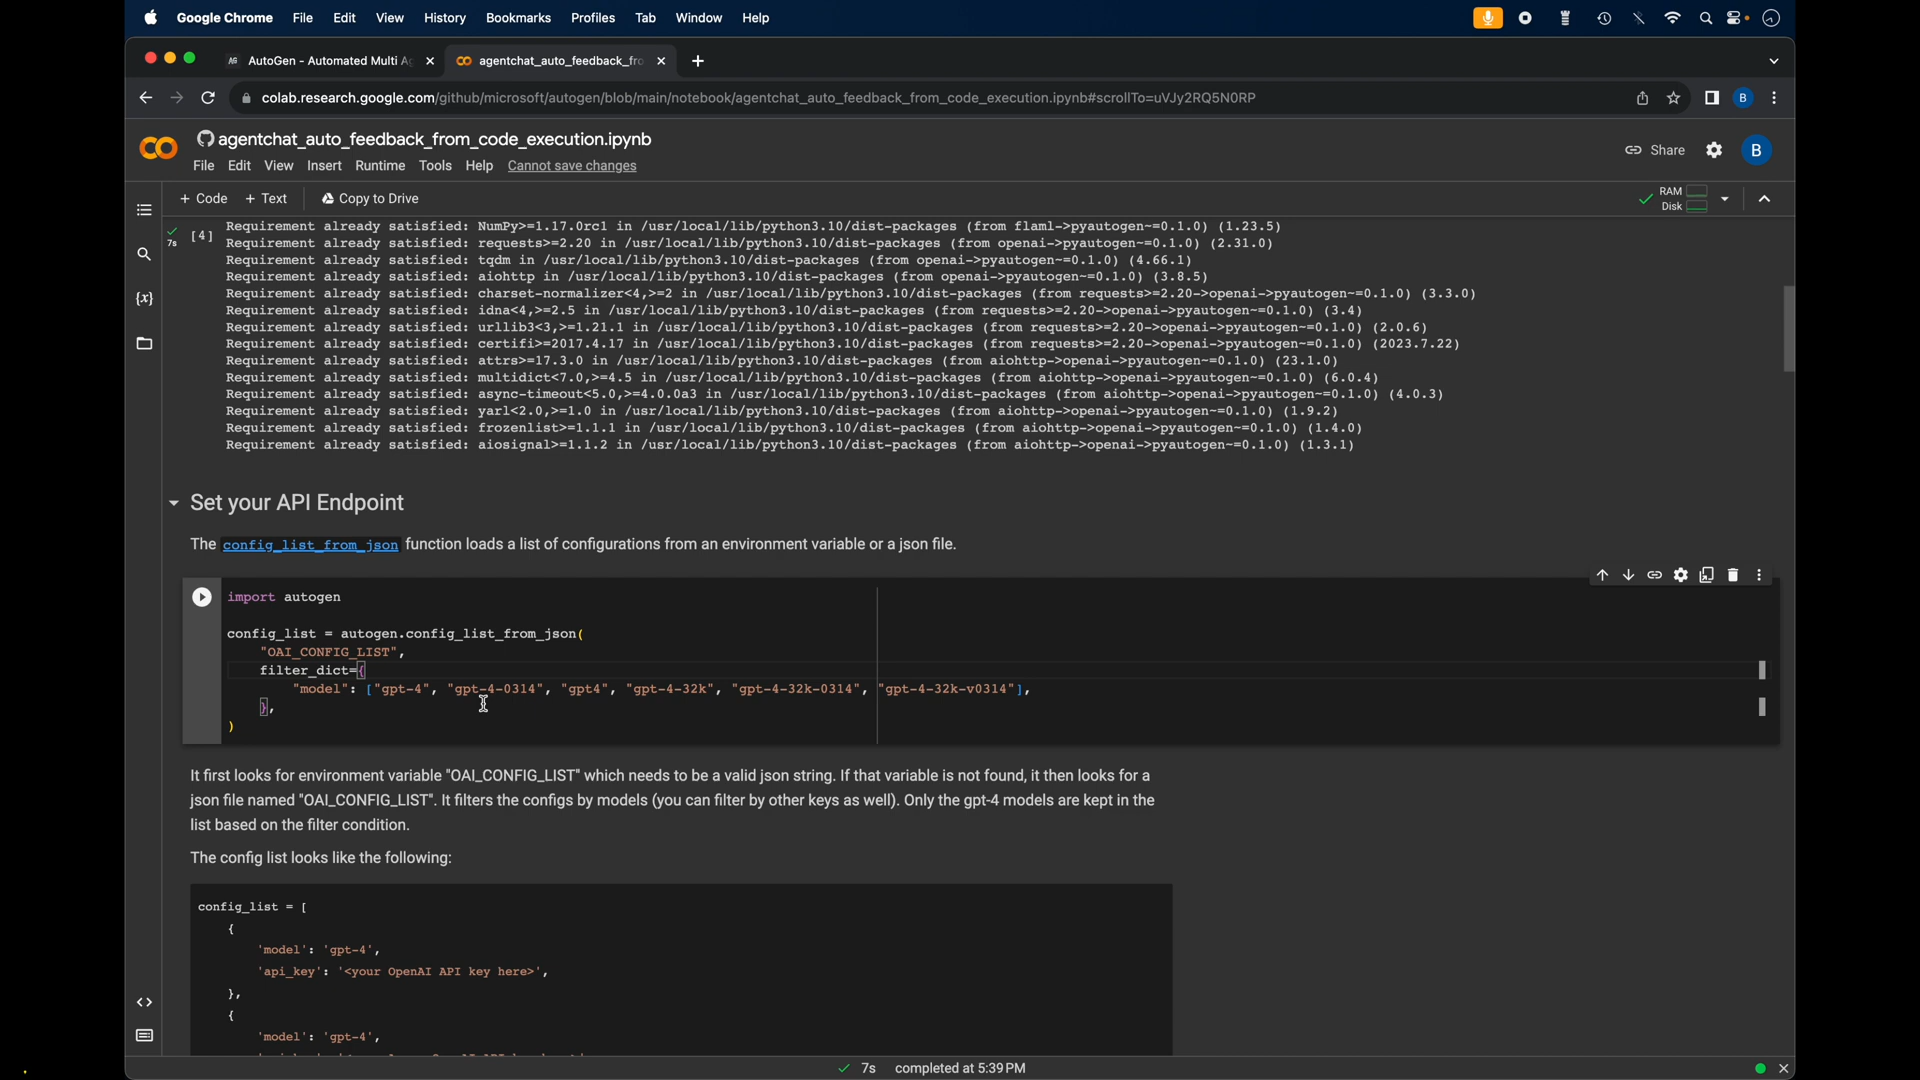 Google Chrome File Edit View History Bookmarks Profiles Tab Window Help
AutoGen - Automated Multi
agentchat_auto_feedback_fro
colab.research.google.com/github/microsoft/autogen/blob/main/notebook/agentchat_auto_feedback_from_code_execution.ipynb#scrollTo=uVJy2RQ5N0RP
B
agentchat_auto_feedback_from_code_execution.ipynb
File Edit View Insert Runtime Tools Help Cannot save changes
Share
B
+ Code + Text Copy to Drive
RAM
Disk
7s
[4]
Requirement already satisfied: NumPy>=1.17.0rc1 in /usr/local/lib/python3.10/dist-packages (from flaml->pyautogen~=0.1.0) (1.23.5)
Requirement already satisfied: requests>=2.20 in /usr/local/lib/python3.10/dist-packages (from openai->pyautogen~=0.1.0) (2.31.0)
Requirement already satisfied: tqdm in /usr/local/lib/python3.10/dist-packages (from openai->pyautogen~=0.1.0) (4.66.1)
Requirement already satisfied: aiohttp in /usr/local/lib/python3.10/dist-packages (from openai->pyautogen~=0.1.0) (3.8.5)
Requirement already satisfied: charset-normalizer<4,>=2 in /usr/local/lib/python3.10/dist-packages (from requests>=2.20->openai->pyautogen~=0.1.0) (3.3.0)
Requirement already satisfied: idna<4,>=2.5 in /usr/local/lib/python3.10/dist-packages (from requests>=2.20->openai->pyautogen~=0.1.0) (3.4)
Requirement already satisfied: urllib3<3,>=1.21.1 in /usr/local/lib/python3.10/dist-packages (from requests>=2.20->openai->pyautogen~=0.1.0) (2.0.6)
Requirement already satisfied: certifi>=2017.4.17 in /usr/local/lib/python3.10/dist-packages (from requests>=2.20->openai->pyautogen~=0.1.0) (2023.7.22)
Requirement already satisfied: attrs>=17.3.0 in /usr/local/lib/python3.10/dist-packages (from aiohttp->openai->pyautogen~=0.1.0) (23.1.0)
Requirement already satisfied: multidict<7.0,>=4.5 in /usr/local/lib/python3.10/dist-packages (from aiohttp->openai->pyautogen~=0.1.0) (6.0.4)
Requirement already satisfied: async-timeout<5.0,>=4.0.0a3 in /usr/local/lib/python3.10/dist-packages (from aiohttp->openai->pyautogen~=0.1.0) (4.0.3)
Requirement already satisfied: yarl<2.0,>=1.0 in /usr/local/lib/python3.10/dist-packages (from aiohttp->openai->pyautogen~=0.1.0) (1.9.2)
Requirement already satisfied: frozenlist>=1.1.1 in /usr/local/lib/python3.10/dist-packages (from aiohttp->openai->pyautogen~=0.1.0) (1.4.0)
Requirement already satisfied: aiosignal>=1.1.2 in /usr/local/lib/python3.10/dist-packages (from aiohttp->openai->pyautogen~=0.1.0) (1.3.1)
Set your API Endpoint
The config_list_from_json function loads a list of configurations from an environment variable or a json file.
import autogen
config_list = autogen.config_list_from_json(
"OAI_CONFIG_LIST",
filter_dict={
"model": ["gpt-4", "gpt-4-0314", "gpt4", "gpt-4-32k", "gpt-4-32k-0314", "gpt-4-32k-v0314"],
},
)
It first looks for environment variable "OAI_CONFIG_LIST" which needs to be a valid json string. If that variable is not found, it then looks for a
json file named "OAI_CONFIG_LIST". It filters the configs by models (you can filter by other keys as well). Only the gpt-4 models are kept in the
list based on the filter condition.
The config list looks like the following:
config_list = [
{
'model': 'gpt-4',
'api_key': '<your OpenAI API key here>',
},
{
'model': 'gpt-4',
7s completed at 5:39 PM